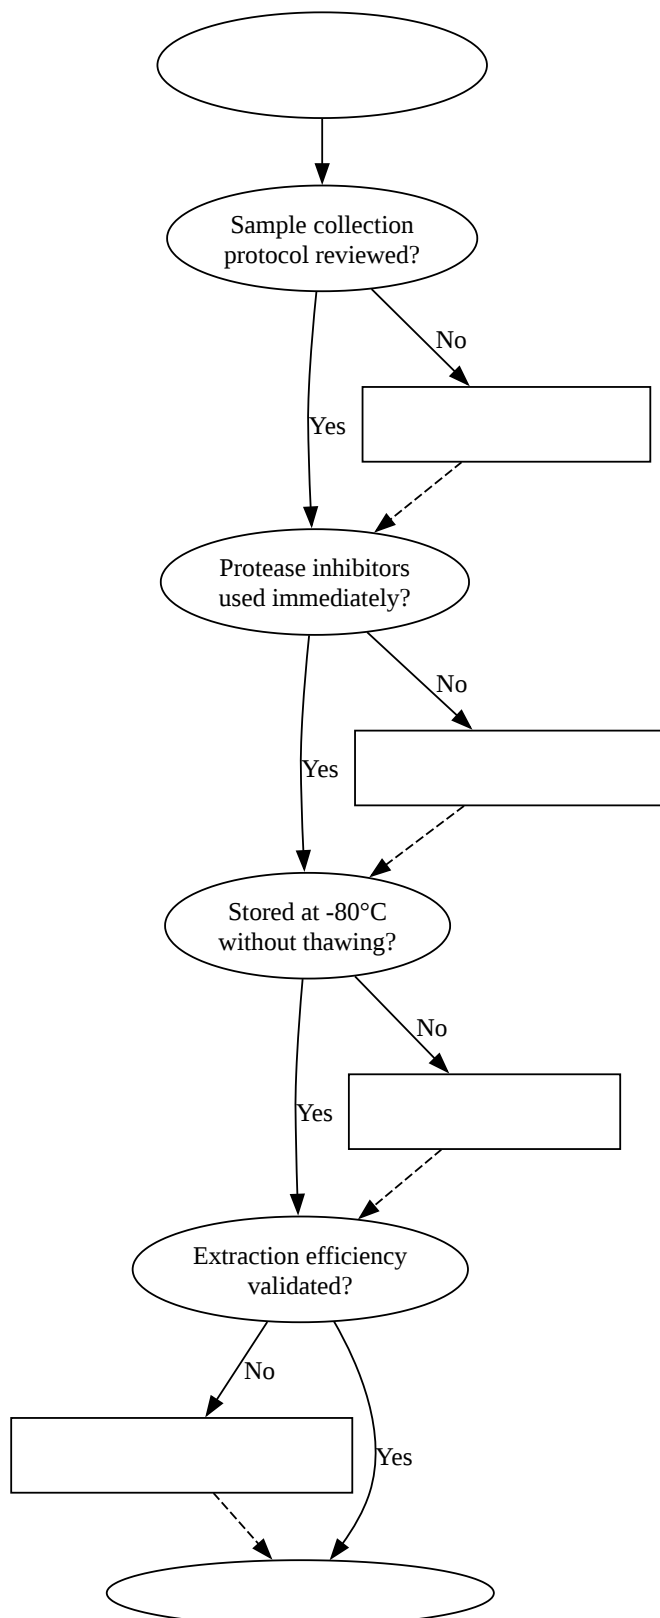 Sample collection
protocol reviewed?
No
Yes
Protease inhibitors
used immediately?
No
Yes
Stored at -80°C
without thawing?
No
Yes
Extraction efficiency
validated?
No
Yes